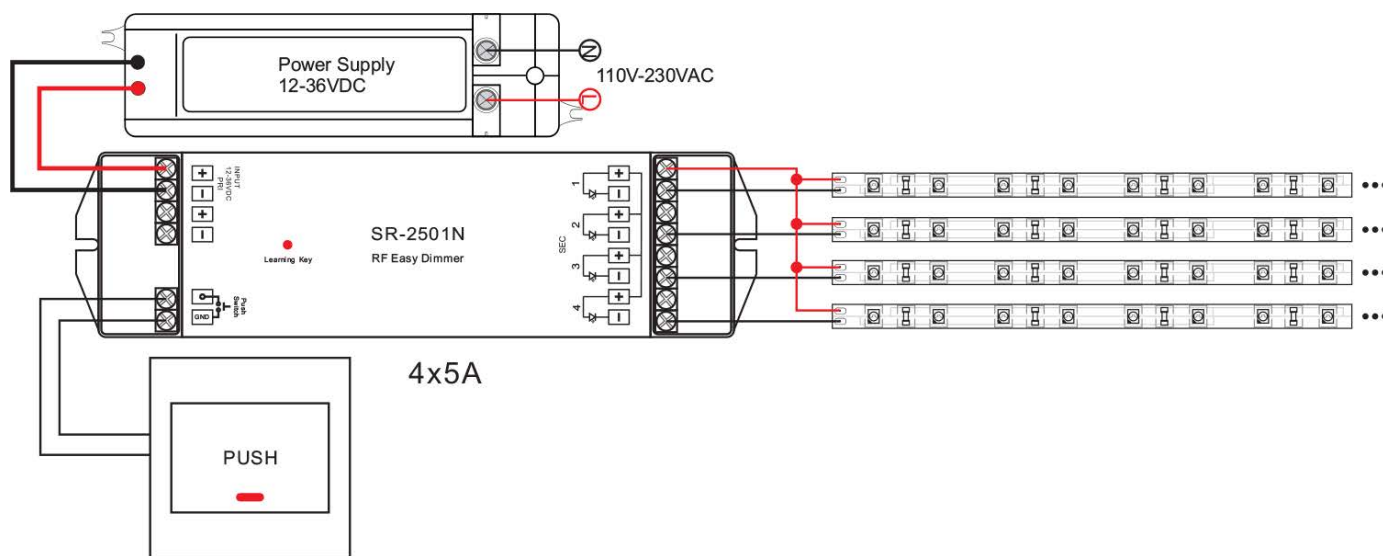 Power Supply
12-36VDC
N
L
110V-230VAC
+
−
+
−
INPUT
12-36VDC
PRI
Learning Key
SR-2501N
RF Easy Dimmer
SEC
1
+
−
2
+
−
3
+
−
4
+
−
Push
Switch
GND
4x5A
PUSH